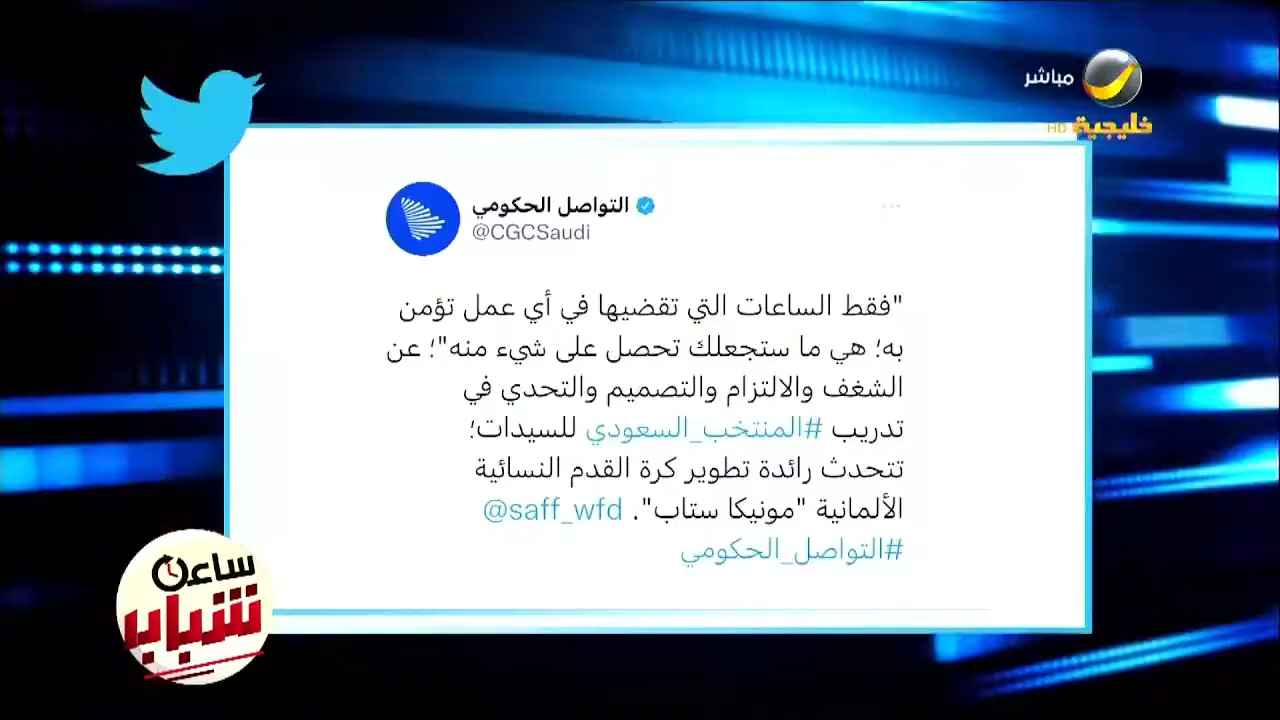 مباشر
خليجية HD
التواصل الحكومي
@CGCSaudi
"فقط الساعات التي تقضيها في أي عمل تؤمن
به؛ هي ما ستجعلك تحصل على شيء منه"؛ عن
الشغف والالتزام والتصميم والتحدي في
تدريب #المنتخب_السعودي للسيدات؛
تتحدث رائدة تطوير كرة القدم النسائية
الألمانية "مونيكا ستاب". @saff_wfd
#التواصل_الحكومي
ساعة
شباب